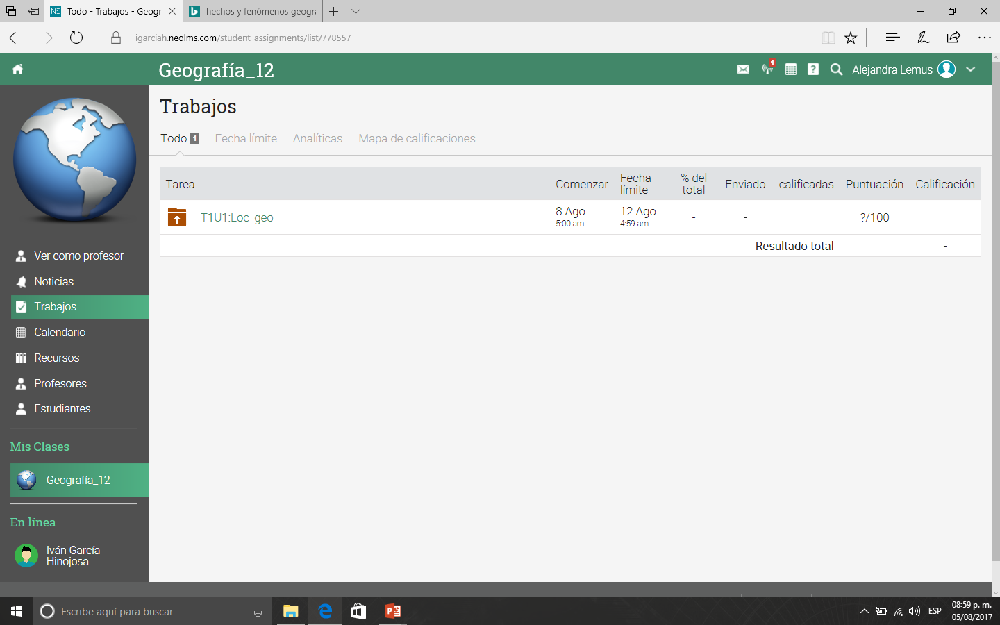 Todo - Trabajos - Geogr
hechos y fenómenos geogra
igarciah.neolms.com/student_assignments/list/778557
Geografía_12
1
Alejandra Lemus
Trabajos
Todo 1
Fecha límite
Analíticas
Mapa de calificaciones
Tarea
Comenzar
Fecha límite
% del total
Enviado
calificadas
Puntuación
Calificación
T1U1:Loc_geo
8 Ago
5:00 am
12 Ago
4:59 am
-
-
?/100
Resultado total
-
Ver como profesor
Noticias
Trabajos
Calendario
Recursos
Profesores
Estudiantes
Mis Clases
Geografía_12
En línea
Iván García
Hinojosa
Escribe aquí para buscar
ESP
08:59 p. m.
05/08/2017